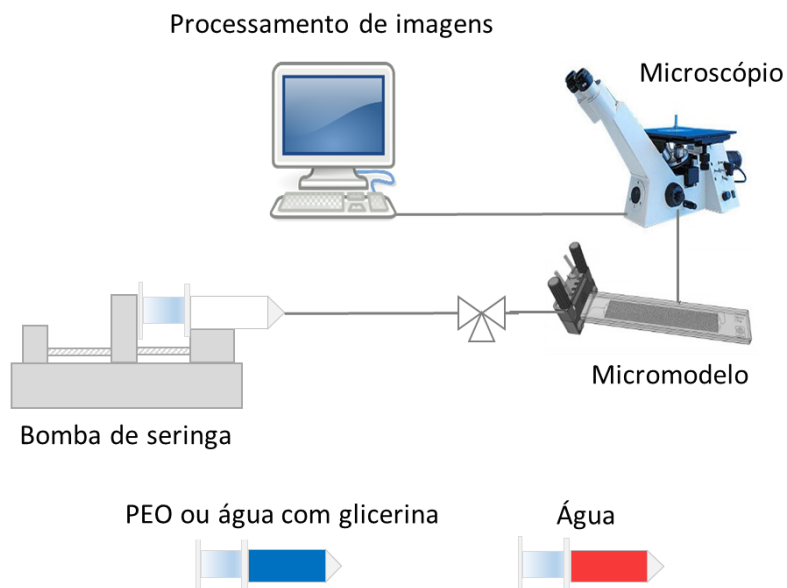 Processamento de imagens
Microscópio
Micromodelo
Bomba de seringa
PEO ou água com glicerina
Água